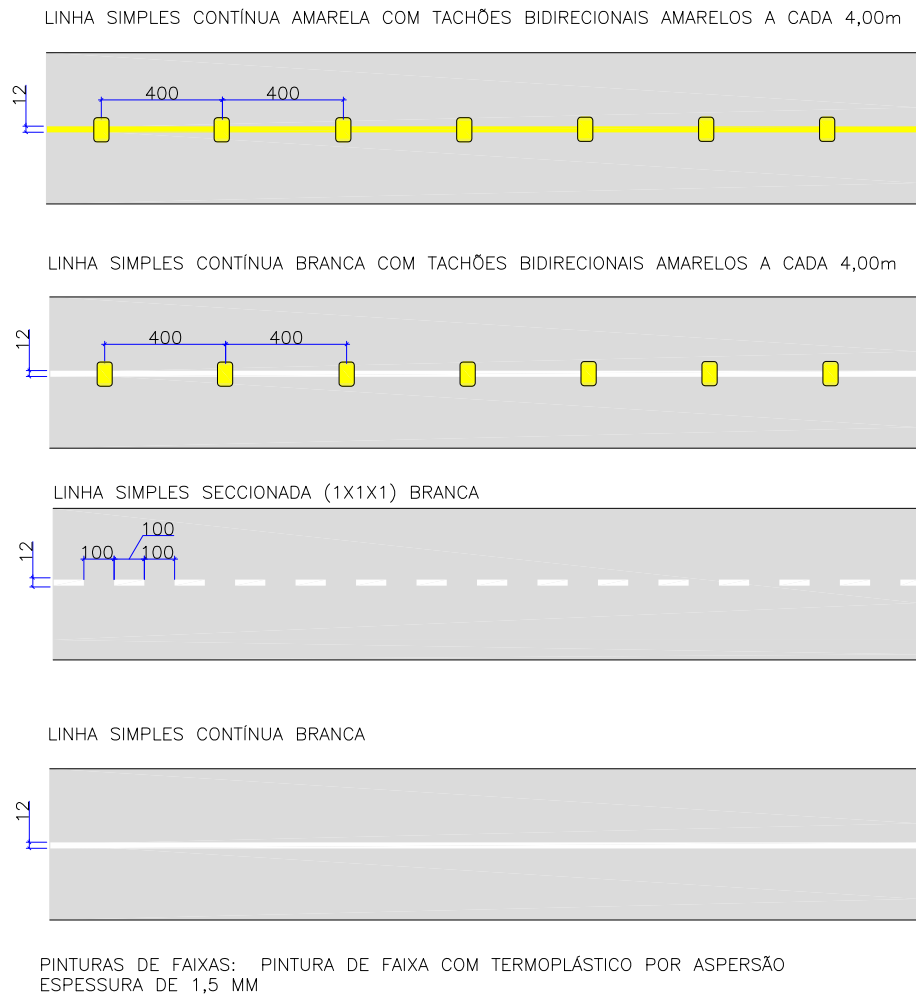 LINHA SIMPLES CONTÍNUA AMARELA COM TACHÕES BIDIRECIONAIS AMARELOS A CADA 4,00m
12
400
400
LINHA SIMPLES CONTÍNUA BRANCA COM TACHÕES BIDIRECIONAIS AMARELOS A CADA 4,00m
12
400
400
LINHA SIMPLES SECCIONADA (1X1X1) BRANCA
12
100
100
100
LINHA SIMPLES CONTÍNUA BRANCA
12
PINTURAS DE FAIXAS: PINTURA DE FAIXA COM TERMOPLÁSTICO POR ASPERSÃO
ESPESSURA DE 1,5 MM